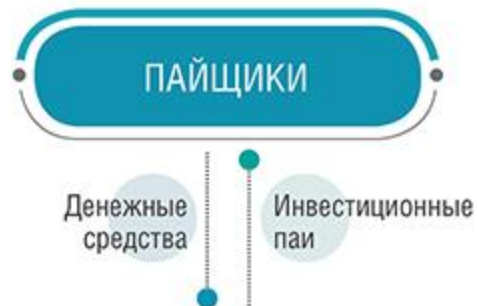 ПАЙЩИКИ
Денежные
средства
Инвестиционные
паи